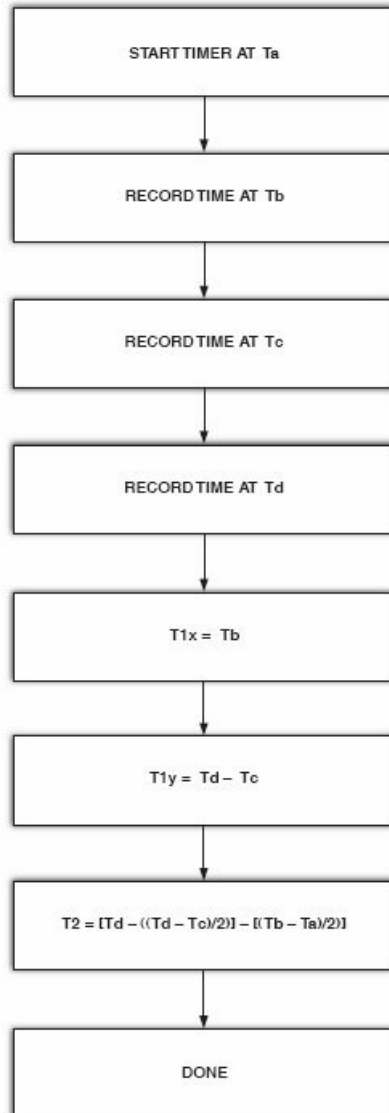 START TIMER AT Ta
RECORD TIME AT Tb
RECORD TIME AT Tc
RECORD TIME AT Td
T1x = Tb
T1y = Td – Tc
T2 = [Td – ((Td – Tc)/2)] – [(Tb – Ta)/2)]
DONE